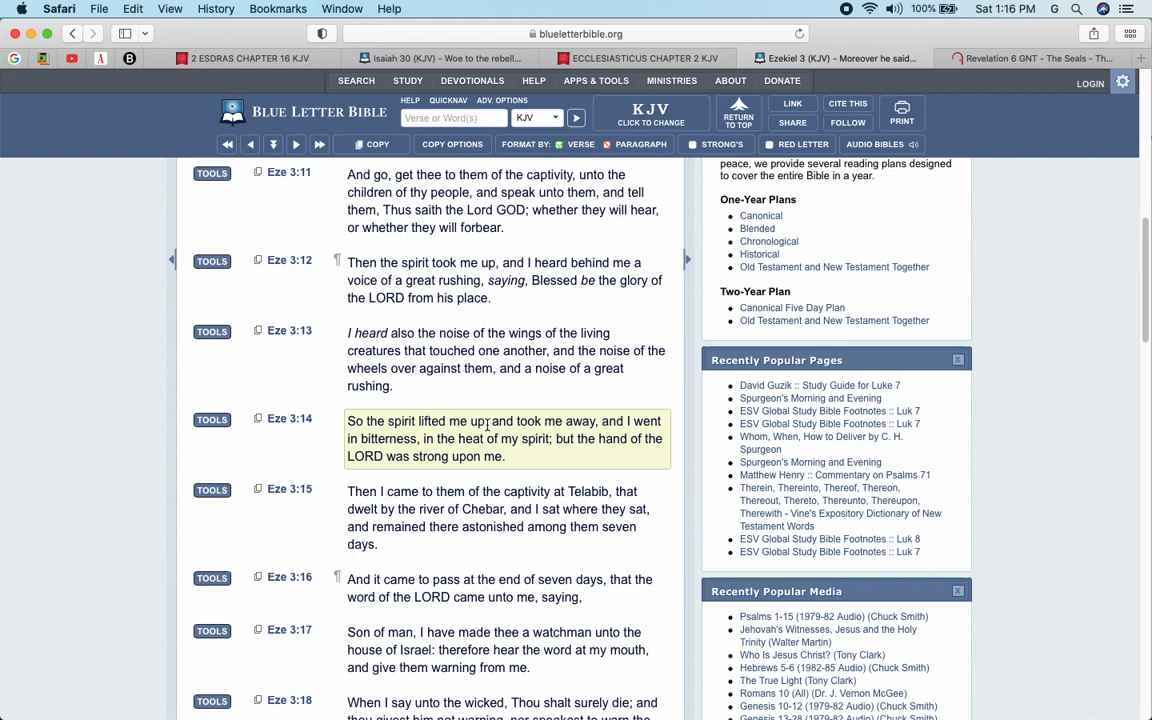 Safari File Edit View History Bookmarks Window Help 100% Sat 1:16 PM G
blueletterbible.org
2 ESDRAS CHAPTER 16 KJV Isaiah 30 (KJV) - Woe to the rebell... ECCLESIASTICUS CHAPTER 2 KJV Ezekiel 3 (KJV) - Moreover he said... Revelation 6 GNT - The Seals - Th...
SEARCH STUDY DEVOTIONALS HELP APPS & TOOLS MINISTRIES ABOUT DONATE LOGIN
BLUE LETTER BIBLE
HELP QUICKNAV ADV. OPTIONS
Verse or Word(s) KJV
KJV
CLICK TO CHANGE
RETURN
TO TOP
LINK CITE THIS
SHARE FOLLOW
PRINT
COPY COPY OPTIONS FORMAT BY: VERSE PARAGRAPH STRONG'S RED LETTER AUDIO BIBLES
TOOLS Eze 3:11 And go, get thee to them of the captivity, unto the
children of thy people, and speak unto them, and tell
them, Thus saith the Lord GOD; whether they will hear,
or whether they will forbear.
TOOLS Eze 3:12 ¶ Then the spirit took me up, and I heard behind me a
voice of a great rushing, saying, Blessed be the glory of
the LORD from his place.
TOOLS Eze 3:13 I heard also the noise of the wings of the living
creatures that touched one another, and the noise of the
wheels over against them, and a noise of a great
rushing.
TOOLS Eze 3:14 So the spirit lifted me up, and took me away, and I went
in bitterness, in the heat of my spirit; but the hand of the
LORD was strong upon me.
TOOLS Eze 3:15 Then I came to them of the captivity at Telabib, that
dwelt by the river of Chebar, and I sat where they sat,
and remained there astonished among them seven
days.
TOOLS Eze 3:16 ¶ And it came to pass at the end of seven days, that the
word of the LORD came unto me, saying,
TOOLS Eze 3:17 Son of man, I have made thee a watchman unto the
house of Israel: therefore hear the word at my mouth,
and give them warning from me.
TOOLS Eze 3:18 When I say unto the wicked, Thou shalt surely die; and
thou givest him not warning, nor speakest to warn the
peace, we provide several reading plans designed
to cover the entire Bible in a year.
One-Year Plans
Canonical
Blended
Chronological
Historical
Old Testament and New Testament Together
Two-Year Plan
Canonical Five Day Plan
Old Testament and New Testament Together
Recently Popular Pages
David Guzik :: Study Guide for Luke 7
Spurgeon's Morning and Evening
ESV Global Study Bible Footnotes :: Luk 7
ESV Global Study Bible Footnotes :: Luk 7
Whom, When, How to Deliver by C. H.
Spurgeon
Spurgeon's Morning and Evening
Matthew Henry :: Commentary on Psalms 71
Therein, Thereinto, Thereof, Thereon,
Thereout, Thereto, Thereunto, Thereupon,
Therewith - Vine's Expository Dictionary of New
Testament Words
ESV Global Study Bible Footnotes :: Luk 8
ESV Global Study Bible Footnotes :: Luk 7
Recently Popular Media
Psalms 1-15 (1979-82 Audio) (Chuck Smith)
Jehovah's Witnesses, Jesus and the Holy
Trinity (Walter Martin)
Who Is Jesus Christ? (Tony Clark)
Hebrews 5-6 (1982-85 Audio) (Chuck Smith)
The True Light (Tony Clark)
Romans 10 (All) (Dr. J. Vernon McGee)
Genesis 10-12 (1979-82 Audio) (Chuck Smith)
Genesis 13-28 (1979-82 Audio) (Chuck Smith)